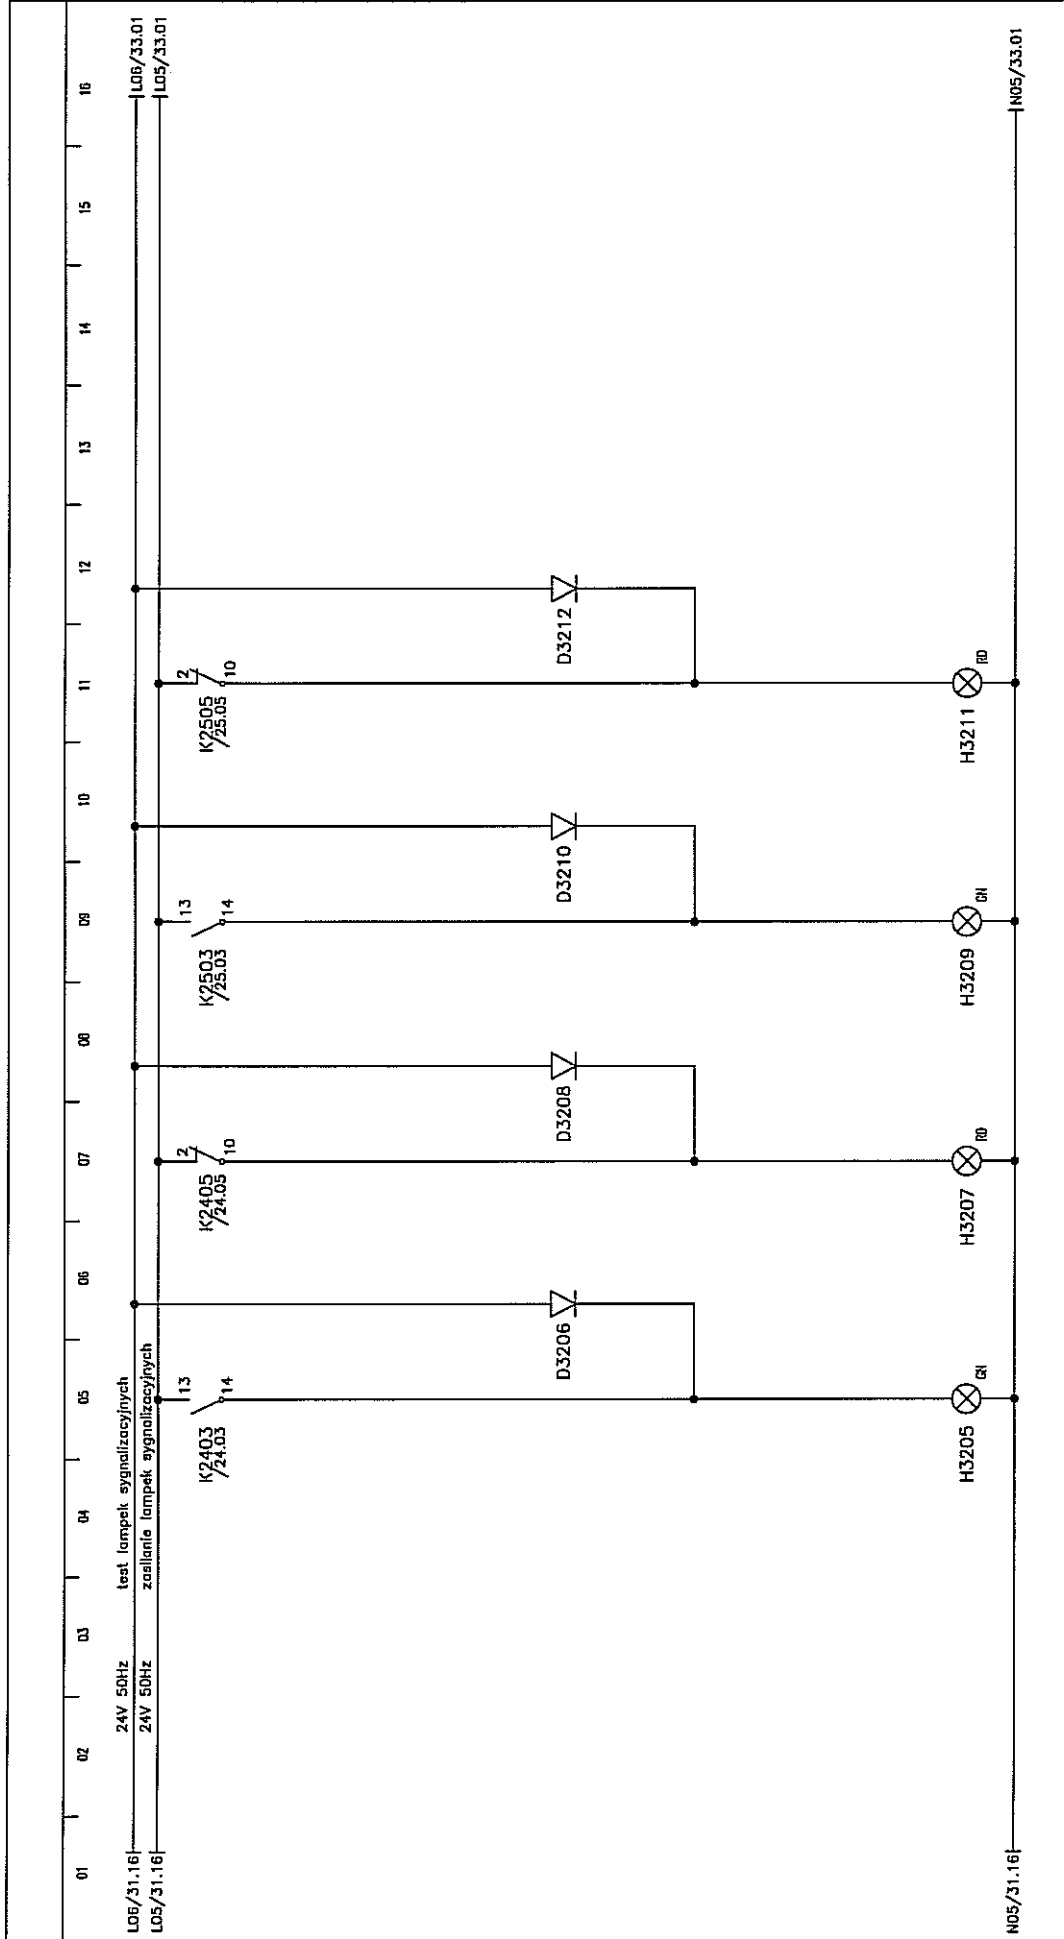 01 02 03 04 05 06 07 08 09 10 11 12 13 14 15 16
L06/31.16 24V 50Hz test lampek sygnalizacyjnych L06/33.01
L05/31.16 24V 50Hz zasilanie lampek sygnalizacyjnych L05/33.01
13 2 13 2
K2403 K2405 K2503 K2505
/24.03 /24.05 /25.03 /25.05
14 10 14 10
D3206 D3208 D3210 D3212
H3205 GN H3207 RD H3209 GN H3211 RD
N05/31.16 N05/33.01